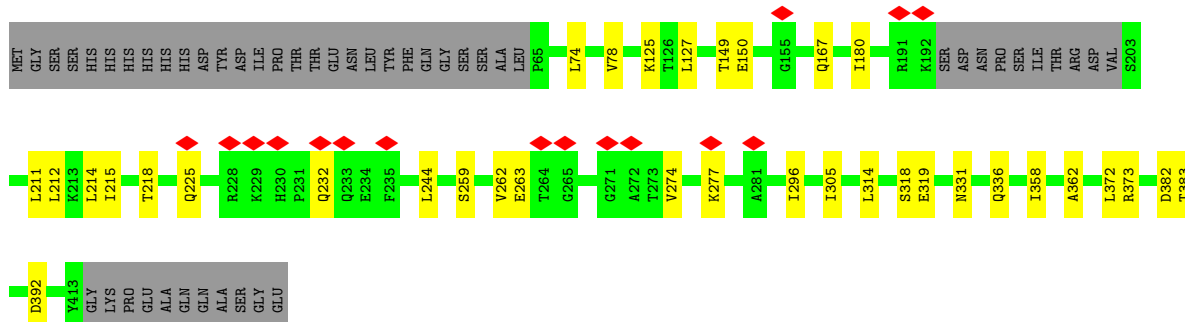 MET GLY SER SER HIS HIS HIS HIS HIS HIS ASP TYR ASP ILE PRO THR THR GLU ASN LEU TYR PHE GLN GLY SER SER ALA LEU P65 L74 V78 K125 T126 L127 T149 E150 G155 Q167 I180 R191 K192 SER ASP ASN PRO SER ILE THR ARG ASP VAL S203
L211 L212 K213 L214 I215 T218 Q225 R228 K229 H230 P231 Q232 Q233 E234 F235 L244 S259 V262 E263 T264 G265 G271 A272 T273 V274 K277 A281 I296 I305 L314 S318 E319 N331 Q336 I358 A362 L372 R373 D382 T383
D392 Y413 GLY LYS PRO GLU ALA GLN GLN ALA SER GLY GLU